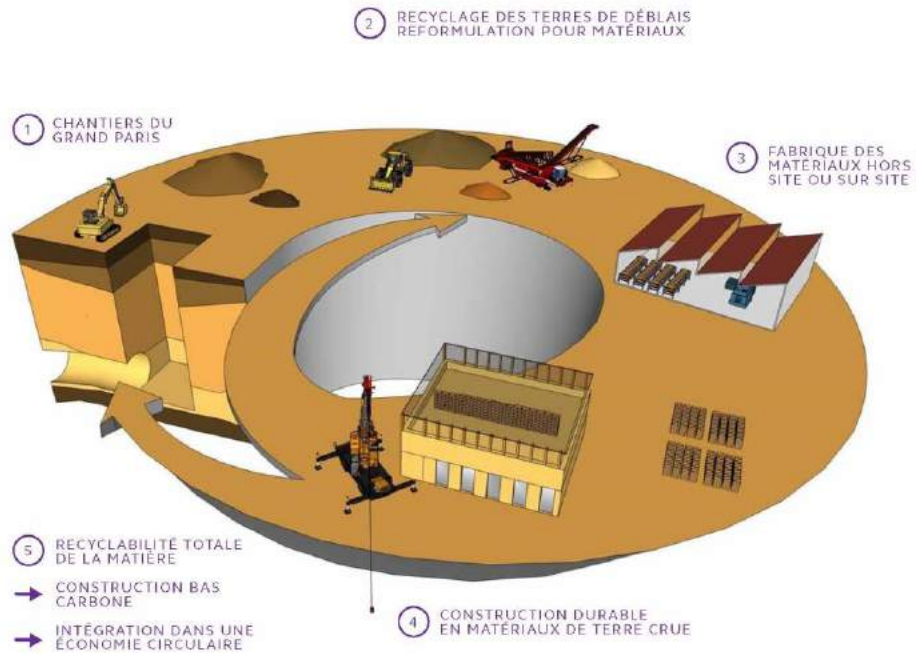 2 RECYCLAGE DES TERRES DE DÉBLAIS
REFORMULATION POUR MATÉRIAUX
1 CHANTIERS DU
GRAND PARIS
3 FABRIQUE DES
MATÉRIAUX HORS
SITE OU SUR SITE
5 RECYCLABILITÉ TOTALE
DE LA MATIÈRE
→ CONSTRUCTION BAS
CARBONE
→ INTÉGRATION DANS UNE
ÉCONOMIE CIRCULAIRE
4 CONSTRUCTION DURABLE
EN MATÉRIAUX DE TERRE CRUE